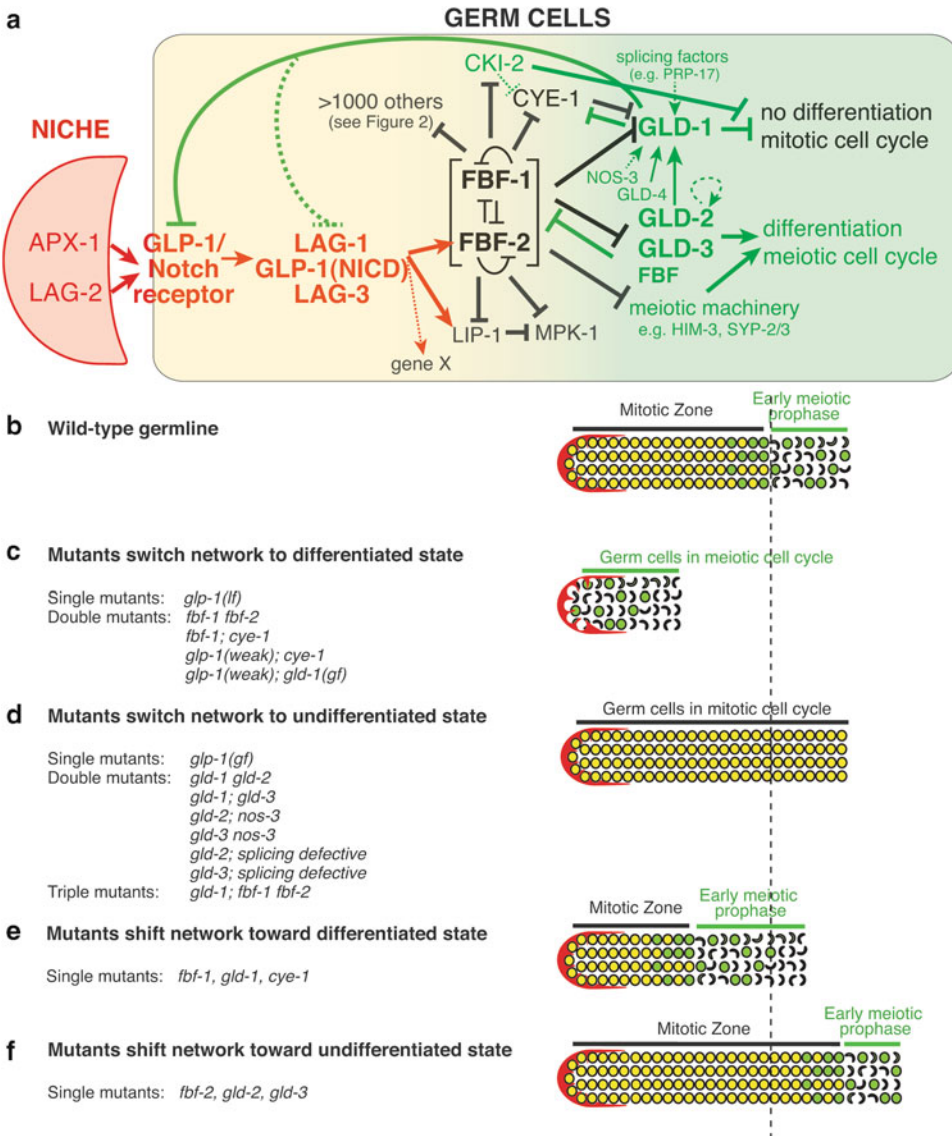 a
GERM CELLS
NICHE
APX-1
LAG-2
GLP-1/
Notch
receptor
LAG-1
GLP-1(NICD)
LAG-3
gene X
>1000 others
(see Figure 2)
CKI-2
CYE-1
FBF-1
FBF-2
LIP-1
MPK-1
splicing factors
(e.g. PRP-17)
GLD-1
NOS-3
GLD-4
GLD-2
GLD-3
FBF
meiotic machinery
e.g. HIM-3, SYP-2/3
no differentiation
mitotic cell cycle
differentiation
meiotic cell cycle
b Wild-type germline
Mitotic Zone
Early meiotic
prophase
c Mutants switch network to differentiated state
Single mutants: glp-1(lf)
Double mutants: fbf-1 fbf-2
fbf-1; cye-1
glp-1(weak); cye-1
glp-1(weak); gld-1(gf)
Germ cells in meiotic cell cycle
d Mutants switch network to undifferentiated state
Single mutants: glp-1(gf)
Double mutants: gld-1 gld-2
gld-1; gld-3
gld-2; nos-3
gld-3 nos-3
gld-2; splicing defective
gld-3; splicing defective
Triple mutants: gld-1; fbf-1 fbf-2
Germ cells in mitotic cell cycle
e Mutants shift network toward differentiated state
Single mutants: fbf-1, gld-1, cye-1
Mitotic Zone
Early meiotic
prophase
f Mutants shift network toward undifferentiated state
Single mutants: fbf-2, gld-2, gld-3
Mitotic Zone
Early meiotic
prophase